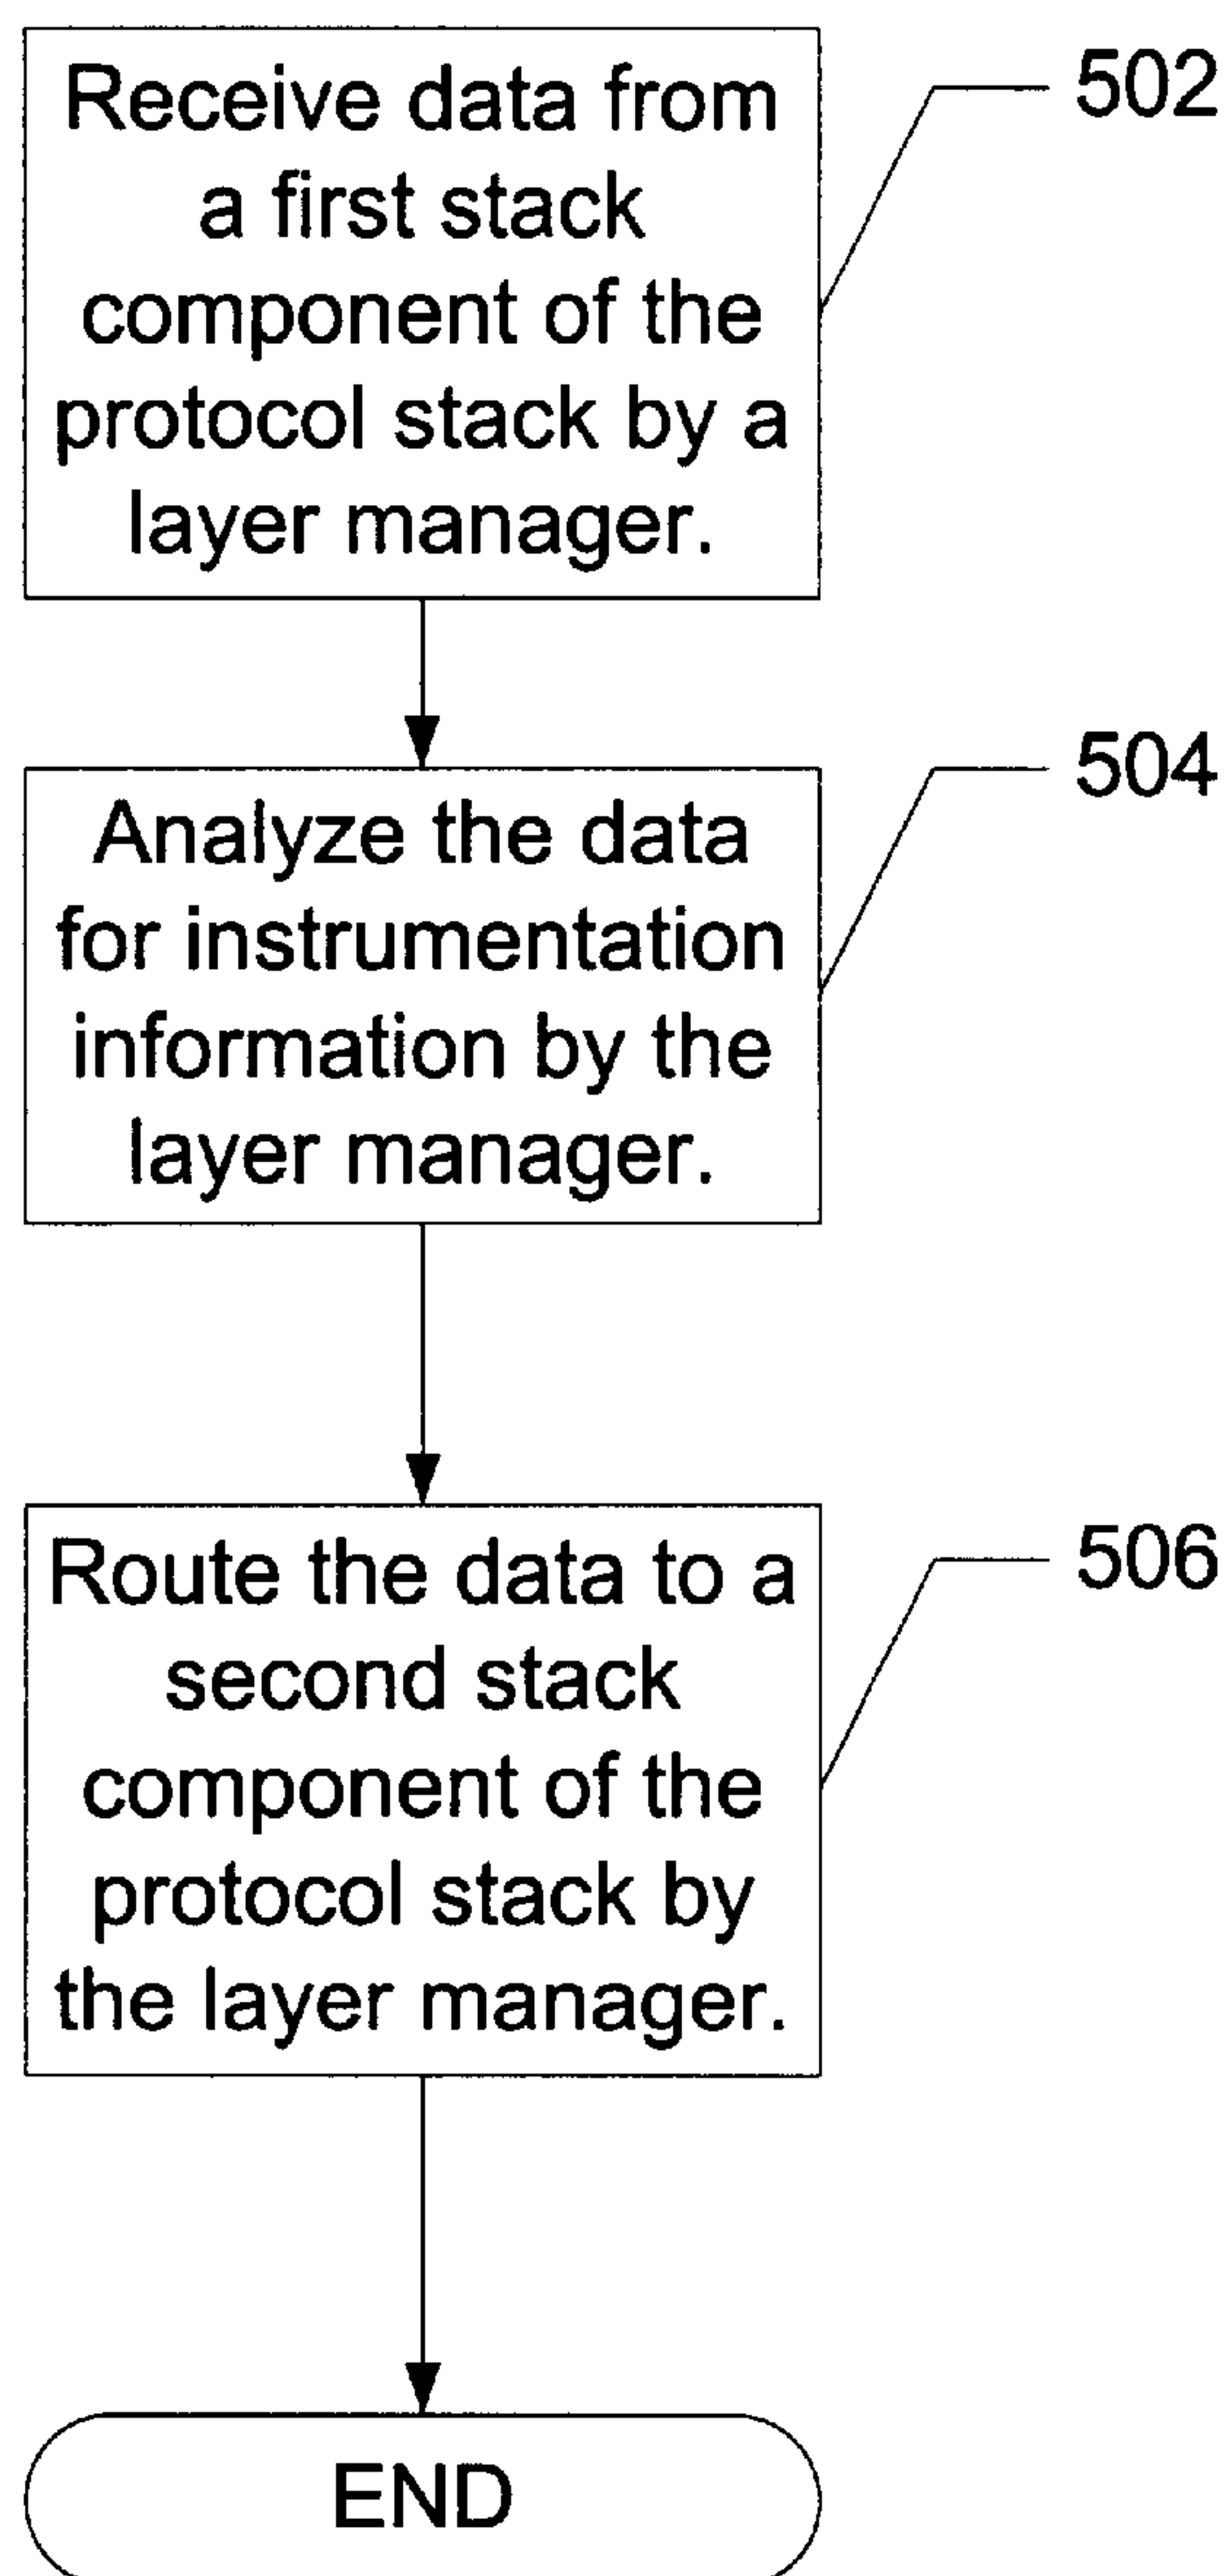 Receive data from
a first stack
component of the
protocol stack by a
layer manager.
502
Analyze the data
for instrumentation
information by the
layer manager.
504
Route the data to a
second stack
component of the
protocol stack by
the layer manager.
506
END